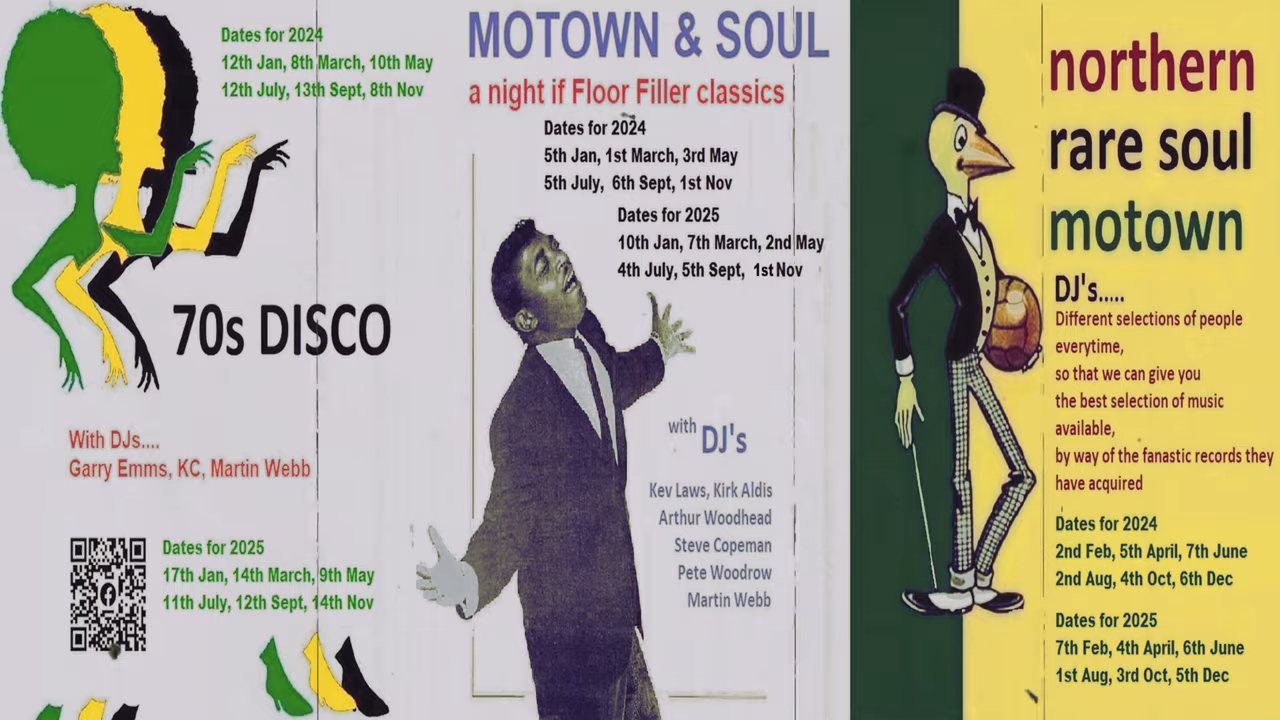 Dates for 2024
12th Jan, 8th March, 10th May
12th July, 13th Sept, 8th Nov
70s DISCO
With DJs....
Garry Emms, KC, Martin Webb
Dates for 2025
17th Jan, 14th March, 9th May
11th July, 12th Sept, 14th Nov
MOTOWN & SOUL
a night if Floor Filler classics
Dates for 2024
5th Jan, 1st March, 3rd May
5th July, 6th Sept, 1st Nov
Dates for 2025
10th Jan, 7th March, 2nd May
4th July, 5th Sept, 1st Nov
with DJ's
Kev Laws, Kirk Aldis
Arthur Woodhead
Steve Copeman
Pete Woodrow
Martin Webb
northern
rare soul
motown
DJ's.....
Different selections of people
everytime,
so that we can give you
the best selection of music
available,
by way of the fanastic records they
have acquired
Dates for 2024
2nd Feb, 5th April, 7th June
2nd Aug, 4th Oct, 6th Dec
Dates for 2025
7th Feb, 4th April, 6th June
1st Aug, 3rd Oct, 5th Dec